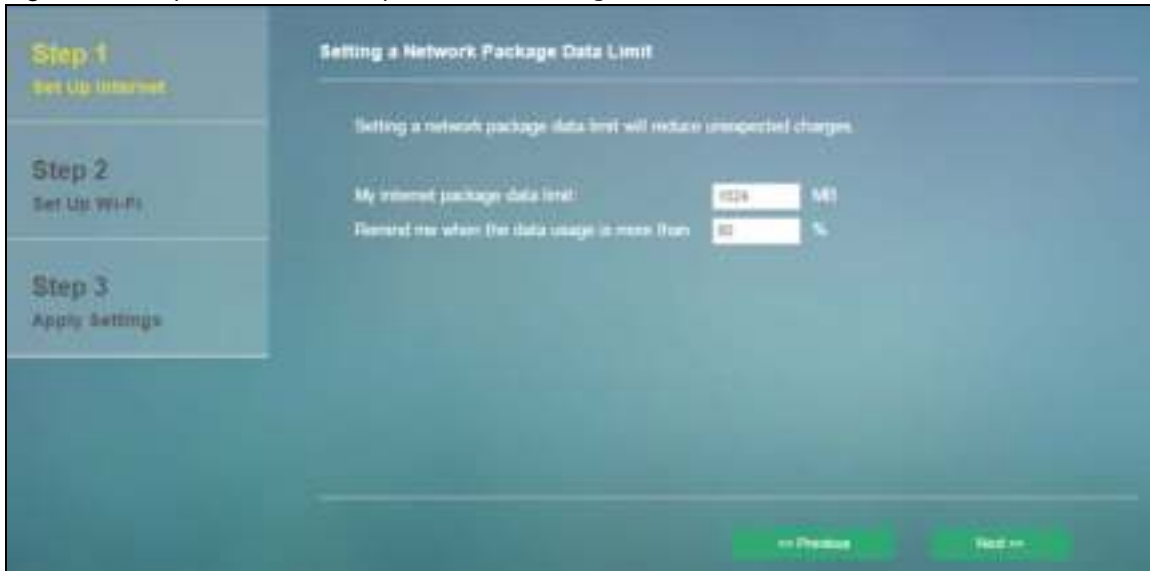 Step 1
Set Up Internet
Step 2
Set Up Wi-Fi
Step 3
Apply Settings
Setting a Network Package Data Limit
Setting a network package data limit will reduce unexpected charges.
My internet package data limit: 1024 MB
Remind me when the data usage is more than %
<< Previous Next >>